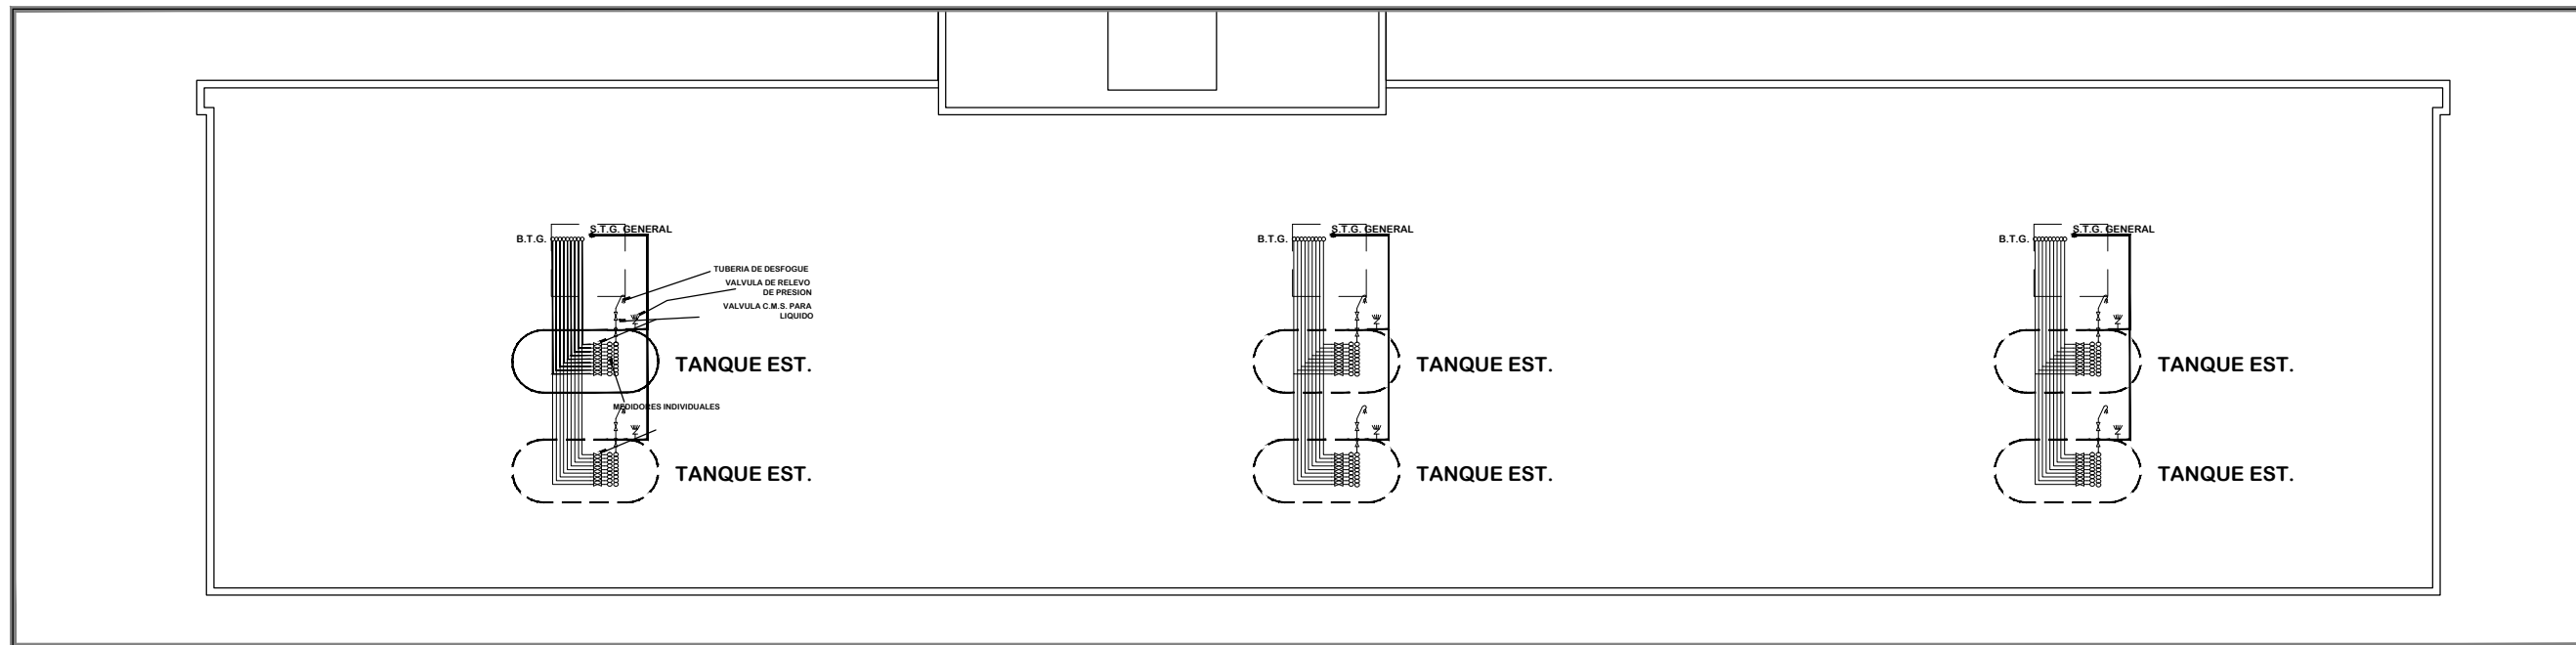 B.T.G.
S.T.G. GENERAL
TUBERIA DE DESFOGUE
VALVULA DE RELEVO
DE PRESION
VALVULA C.M.S. PARA
LIQUIDO
TANQUE EST.
MEDIDORES INDIVIDUALES
TANQUE EST.
B.T.G.
S.T.G. GENERAL
TANQUE EST.
TANQUE EST.
B.T.G.
S.T.G. GENERAL
TANQUE EST.
TANQUE EST.